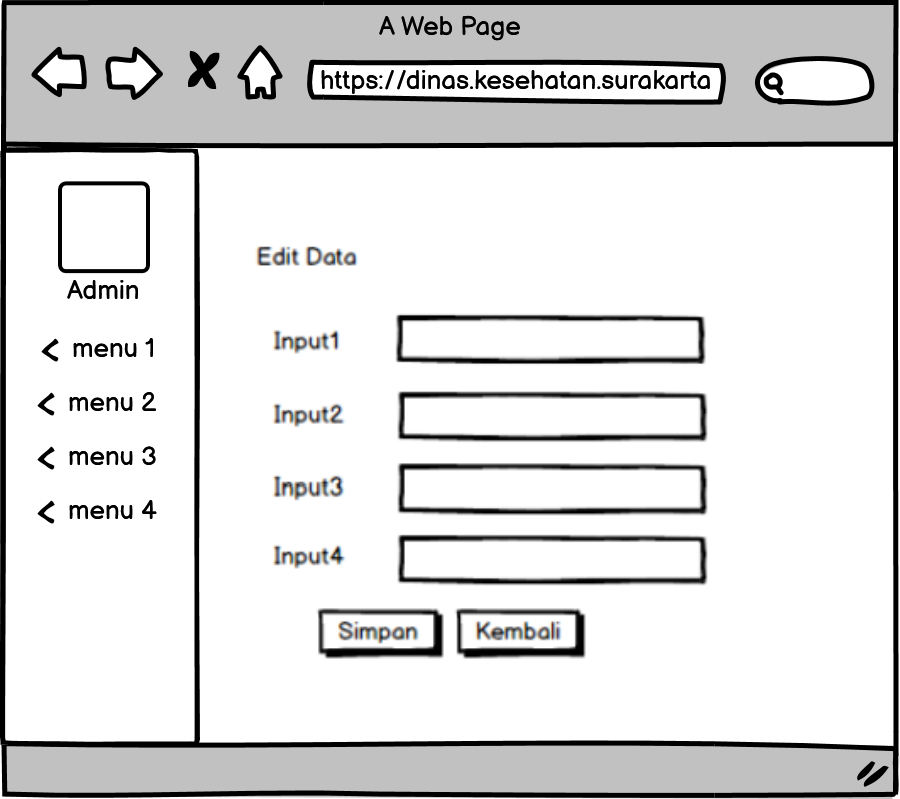 A Web Page
https://dinas.kesehatan.surakarta
Admin
menu 1
menu 2
menu 3
menu 4
Edit Data
Input1
Input2
Input3
Input4
Simpan Kembali